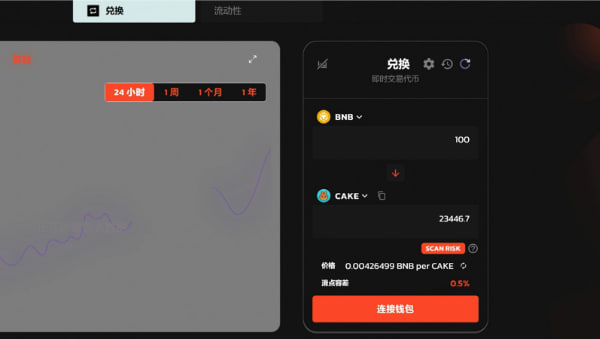 兑换
流动性
24 小时
1 周
1 个月
1 年
兑换
即时交易代币
BNB
100
CAKE
23446.7
SCAN RISK
?
价格
0.00426499 BNB per CAKE
滑点容差
0.5%
连接钱包